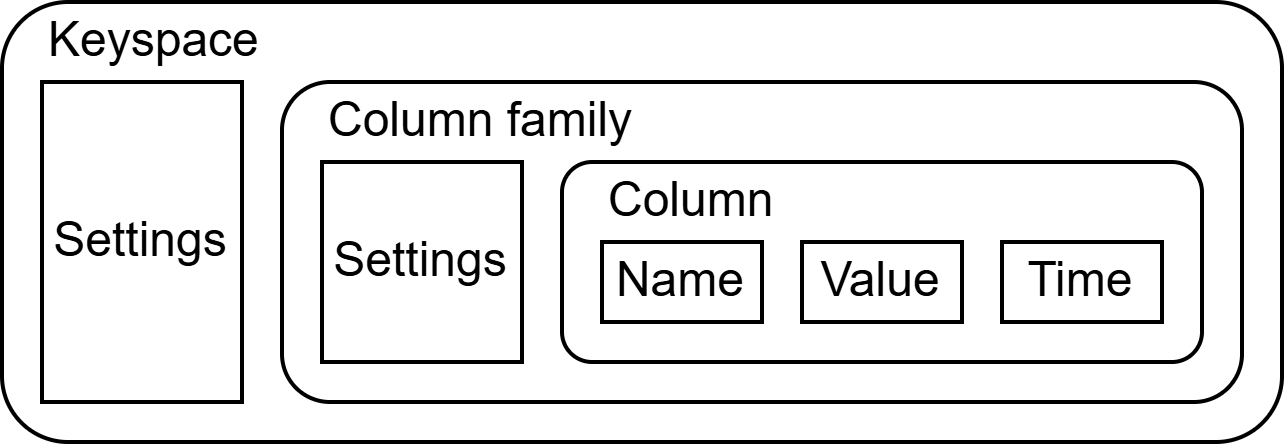 Keyspace
Settings
Column family
Settings
Column
Name
Value
Time